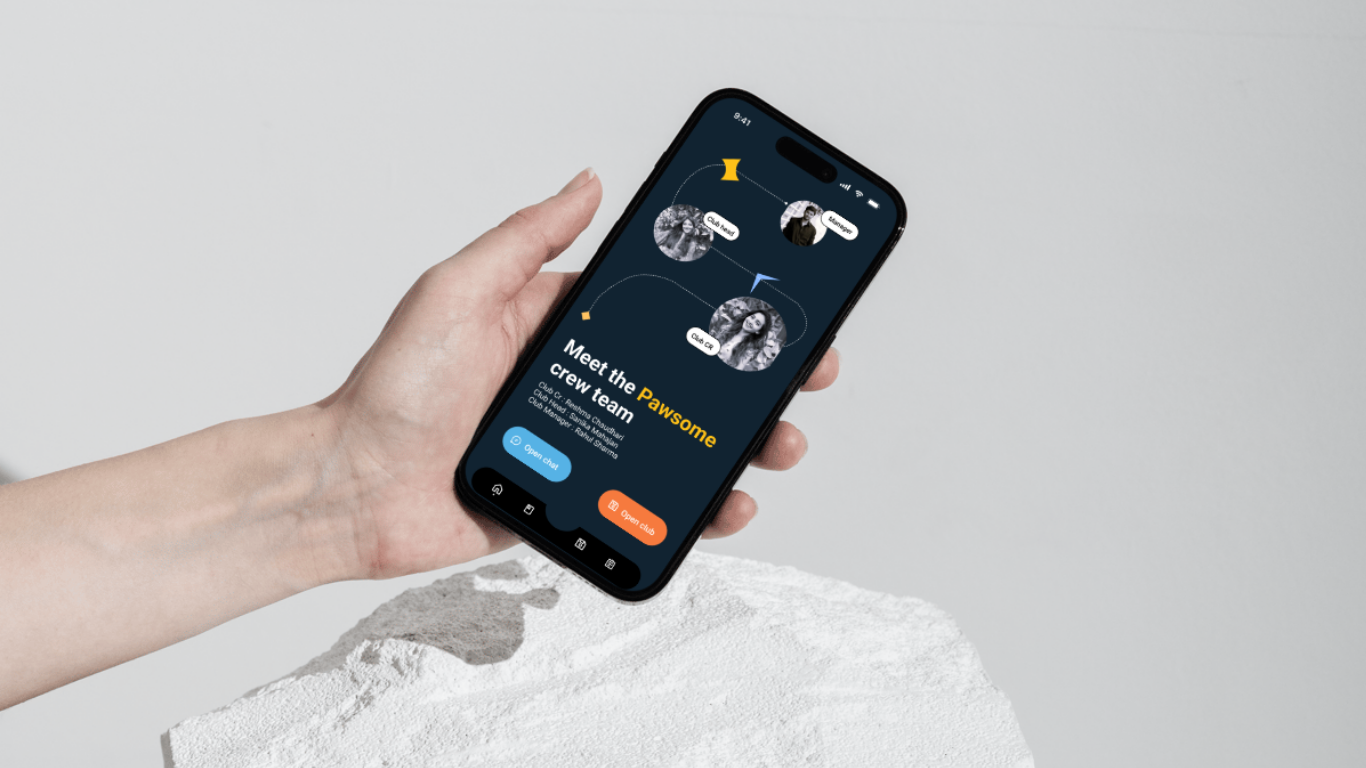 9:41
Club head
Manager
Club CR
Meet the Pawsome
crew team
Club Cr : Reshma Chaudhari
Club Head : Sanika Mahajan
Club Manager : Rahul Sharma
Open chat
Open club